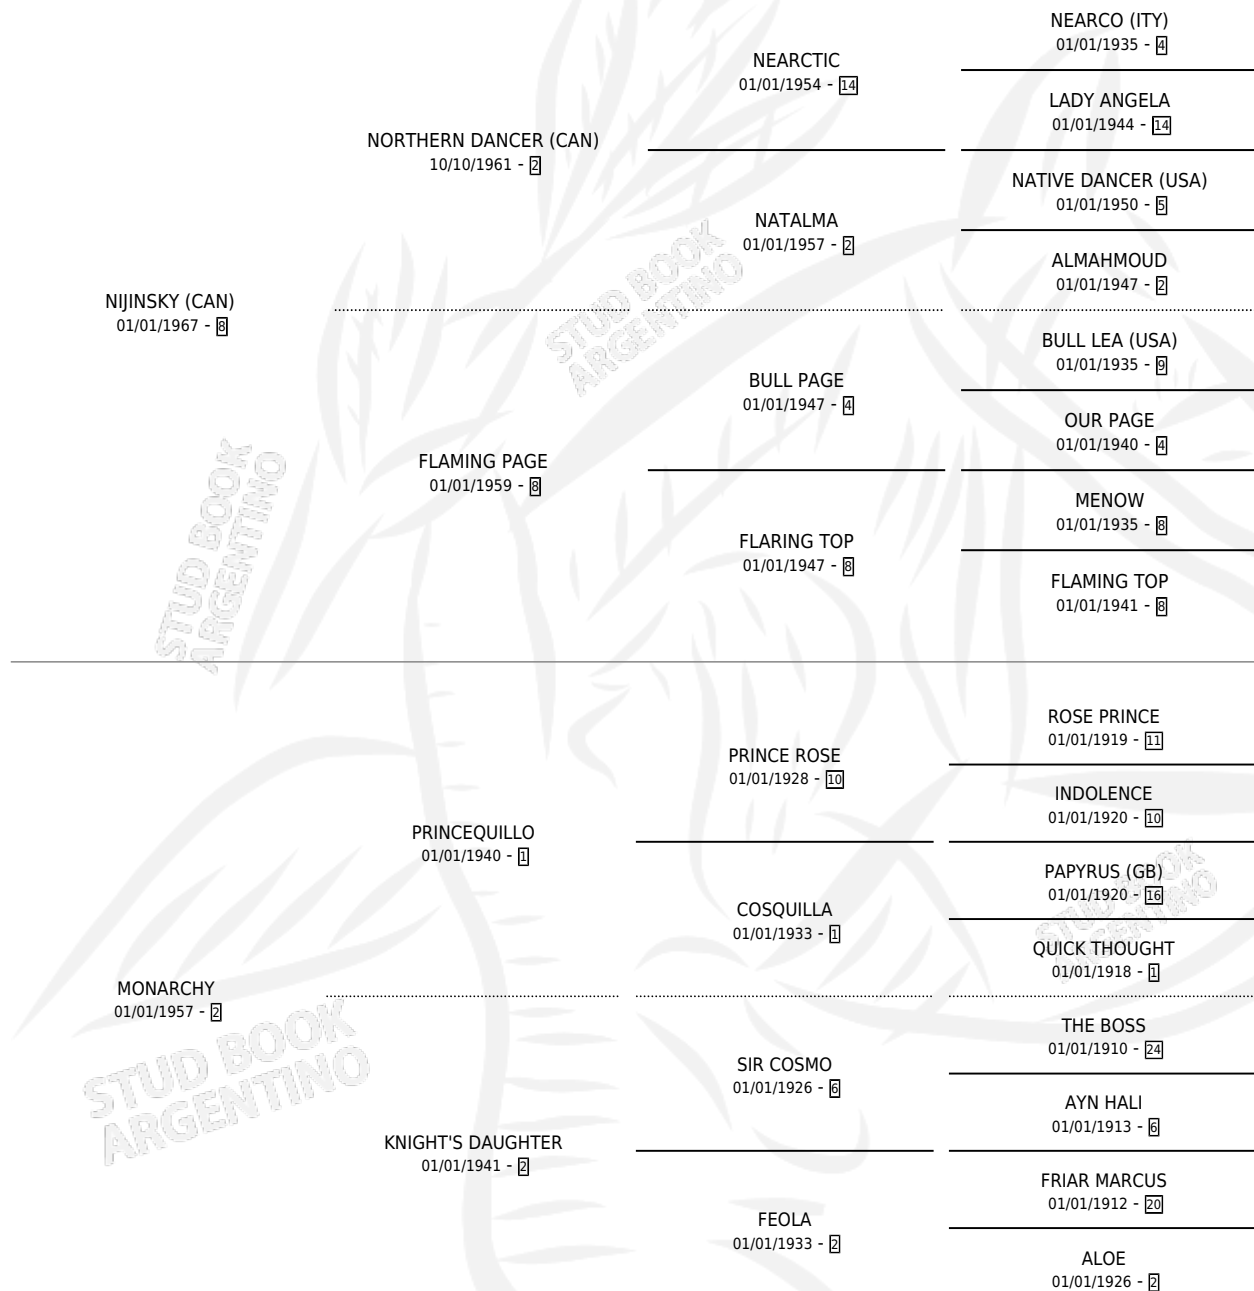 NIJINSKY (CAN)
01/01/1967 - 8
NORTHERN DANCER (CAN)
10/10/1961 - 2
NEARCTIC
01/01/1954 - 14
NEARCO (ITY)
01/01/1935 - 4
LADY ANGELA
01/01/1944 - 14
NATALMA
01/01/1957 - 2
NATIVE DANCER (USA)
01/01/1950 - 5
ALMAHMOUD
01/01/1947 - 2
FLAMING PAGE
01/01/1959 - 8
BULL PAGE
01/01/1947 - 4
BULL LEA (USA)
01/01/1935 - 9
OUR PAGE
01/01/1940 - 4
FLARING TOP
01/01/1947 - 8
MENOW
01/01/1935 - 8
FLAMING TOP
01/01/1941 - 8
MONARCHY
01/01/1957 - 2
PRINCEQUILLO
01/01/1940 - 1
PRINCE ROSE
01/01/1928 - 10
ROSE PRINCE
01/01/1919 - 11
INDOLENCE
01/01/1920 - 10
COSQUILLA
01/01/1933 - 1
PAPYRUS (GB)
01/01/1920 - 16
QUICK THOUGHT
01/01/1918 - 1
KNIGHT'S DAUGHTER
01/01/1941 - 2
SIR COSMO
01/01/1926 - 6
THE BOSS
01/01/1910 - 24
AYN HALI
01/01/1913 - 6
FEOLA
01/01/1933 - 2
FRIAR MARCUS
01/01/1912 - 20
ALOE
01/01/1926 - 2
STUD BOOK
ARGENTINO
STUD BOOK
ARGENTINO
STUD BOOK
ARGENTINO
STUD BOOK
ARGENTINO